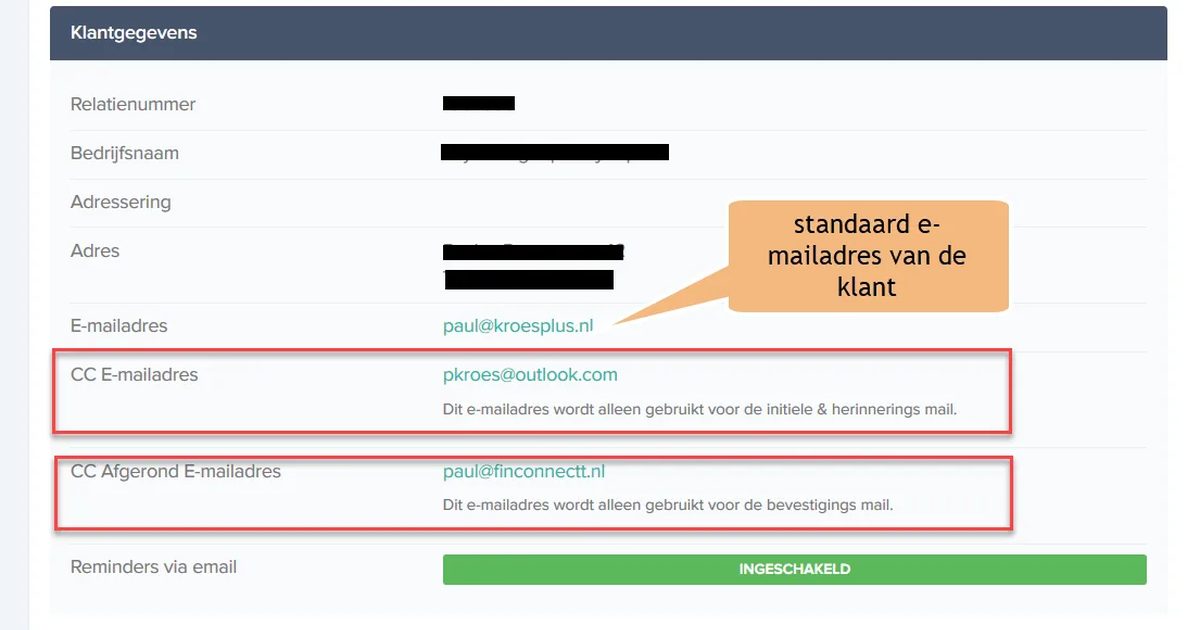 Klantgegevens
Relatienummer
Bedrijfsnaam
Adressering
Adres
standaard e-
mailadres van de
klant
E-mailadres paul@kroesplus.nl
CC E-mailadres pkroes@outlook.com
Dit e-mailadres wordt alleen gebruikt voor de initiele & herinnerings mail.
CC Afgerond E-mailadres paul@finconnectt.nl
Dit e-mailadres wordt alleen gebruikt voor de bevestigings mail.
Reminders via email INGESCHAKELD